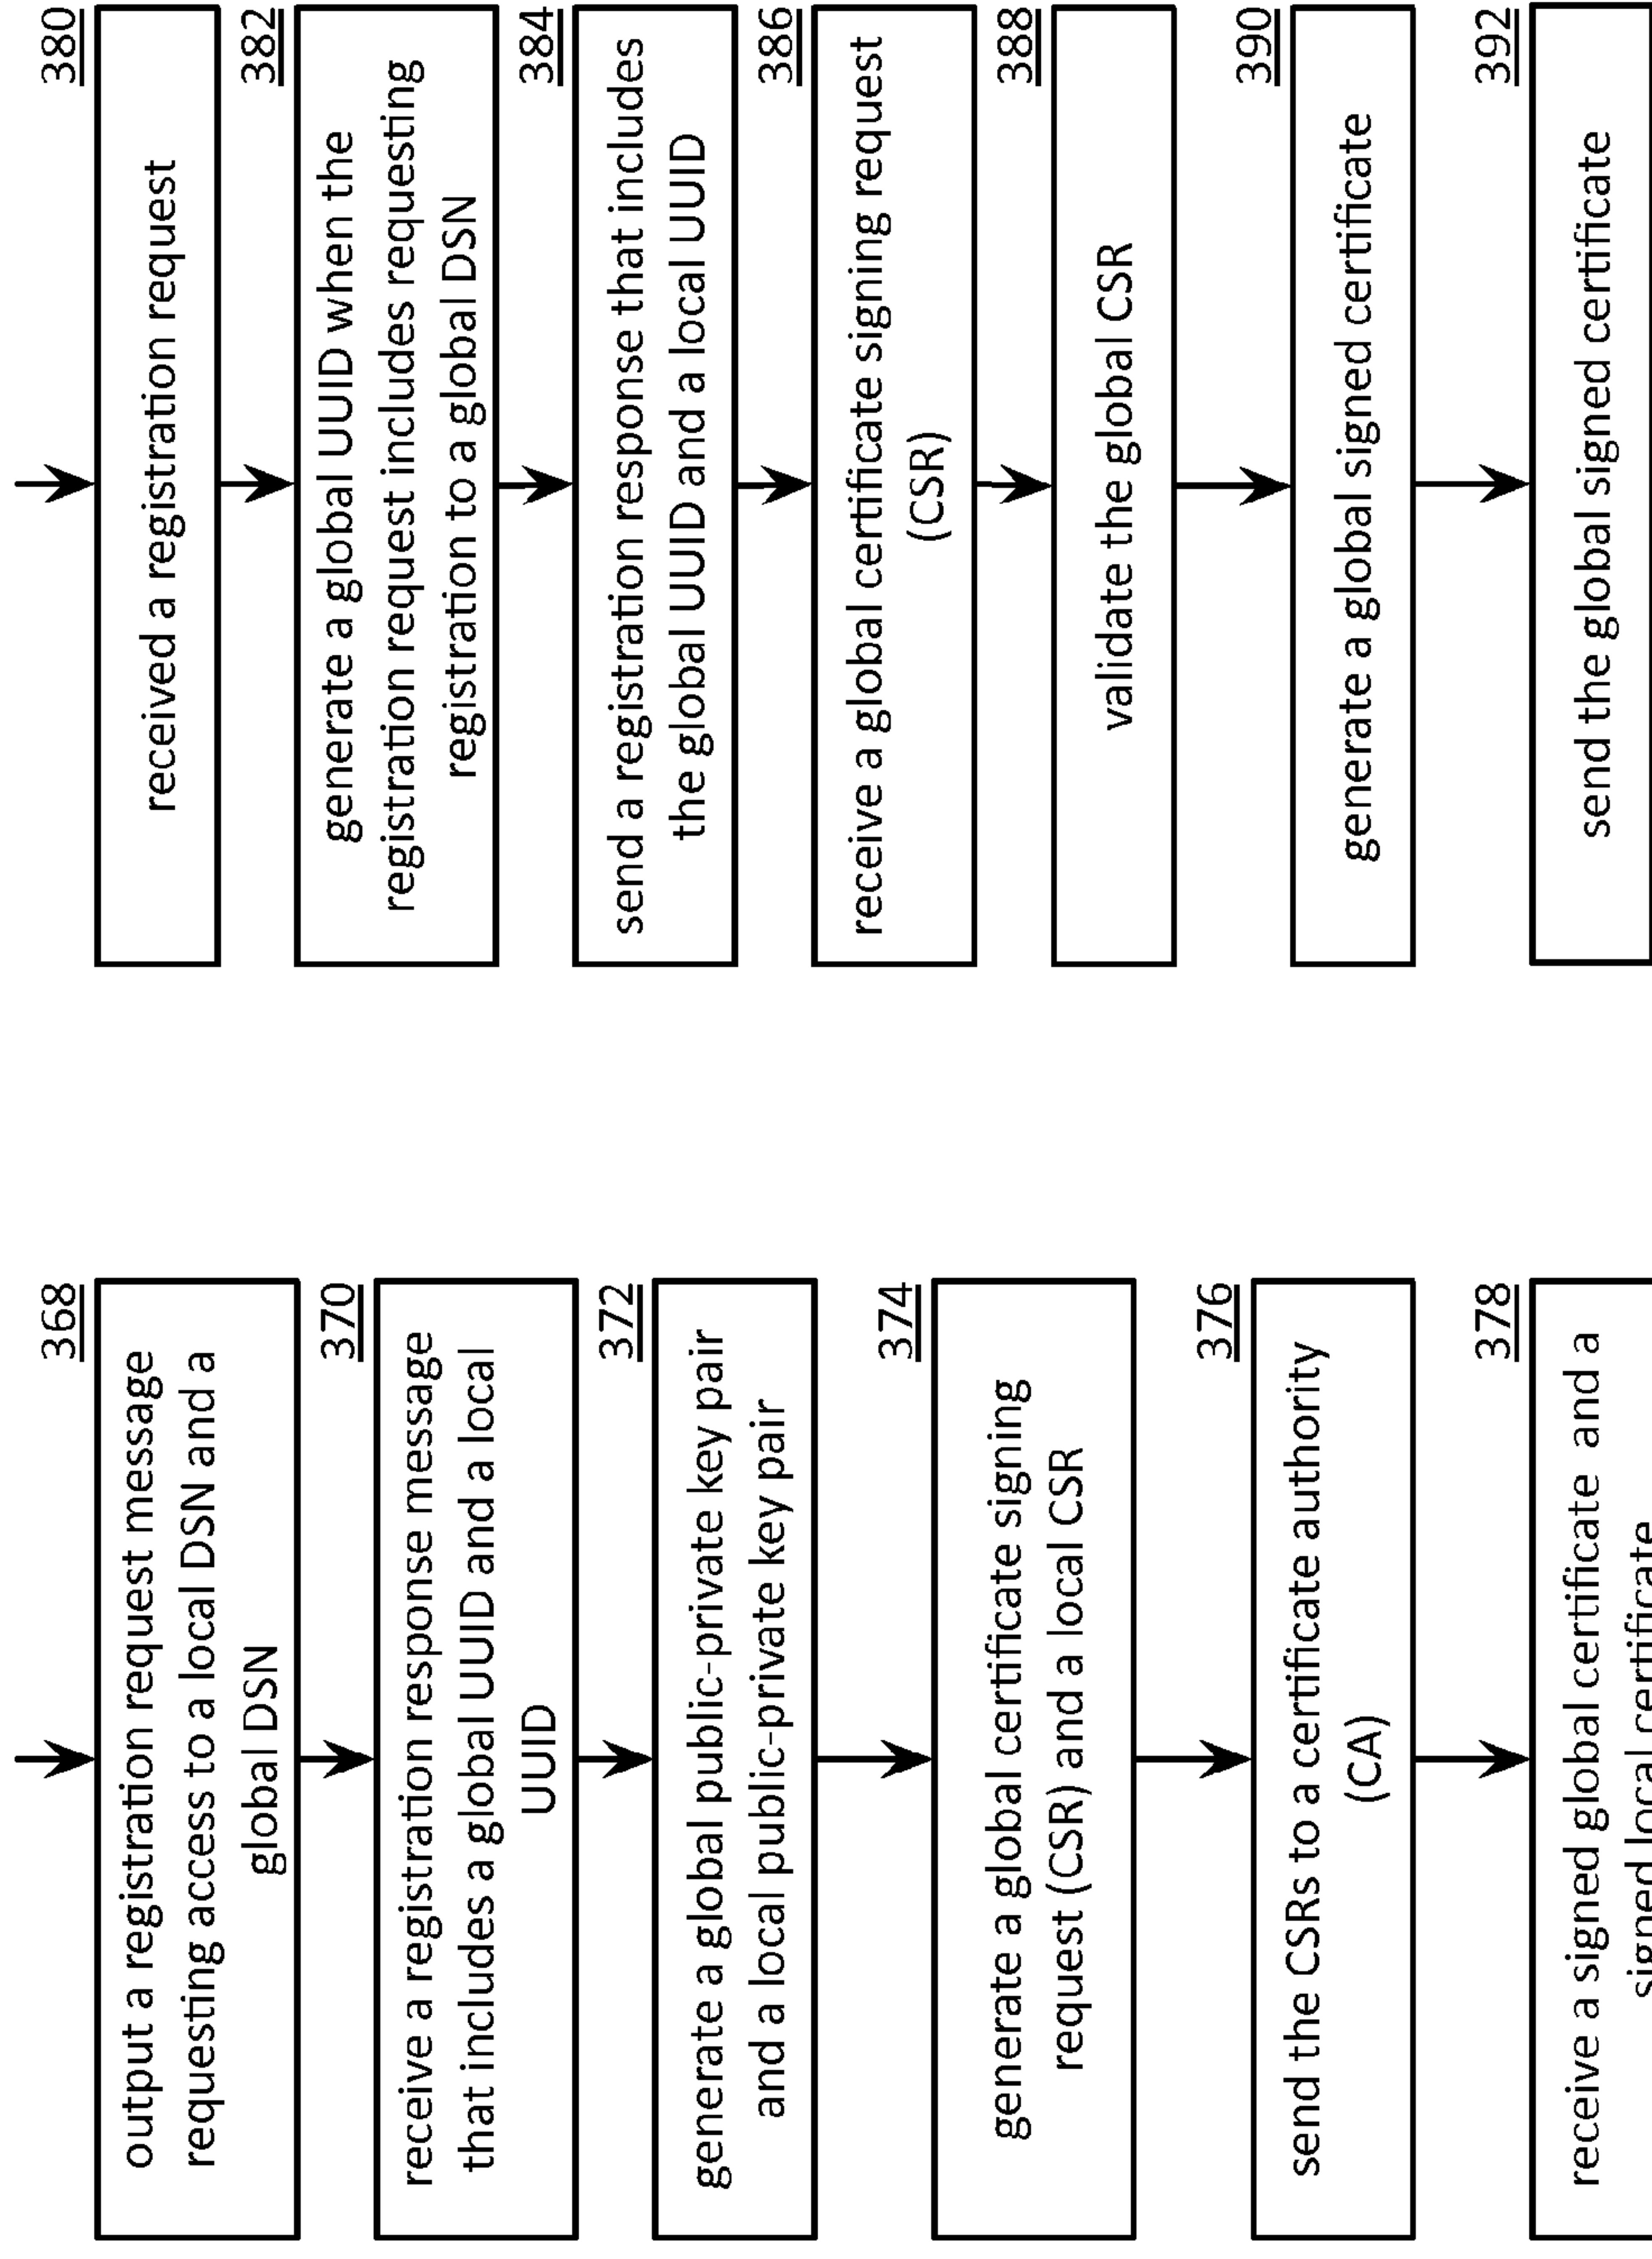 368
output a registration request message
requesting access to a local DSN and a
global DSN
370
receive a registration response message
that includes a global UUID and a local
UUID
372
generate a global public-private key pair
and a local public-private key pair
374
generate a global certificate signing
request (CSR) and a local CSR
376
send the CSRs to a certificate authority
(CA)
378
receive a signed global certificate and a
signed local certificate
380
received a registration request
382
generate a global UUID when the
registration request includes requesting
registration to a global DSN
384
send a registration response that includes
the global UUID and a local UUID
386
receive a global certificate signing request
(CSR)
388
validate the global CSR
390
generate a global signed certificate
392
send the global signed certificate